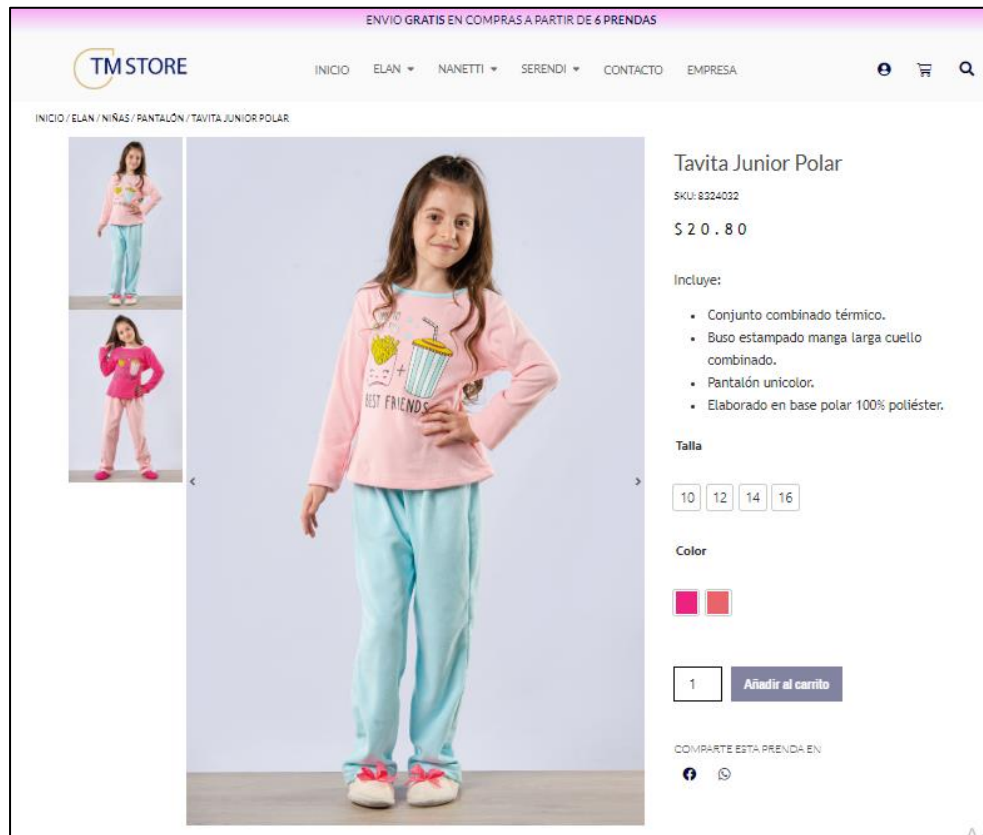 ENVIO GRATIS EN COMPRAS A PARTIR DE 6 PRENDAS
TM STORE
INICIO ELAN NANETTI SERENDI CONTACTO EMPRESA
INICIO / ELAN / NIÑAS / PANTALÓN / TAVITA JUNIOR POLAR
Tavita Junior Polar
SKU: 8324032
$20.80
Incluye:
• Conjunto combinado térmico.
• Buso estampado manga larga cuello
combinado.
• Pantalón unicolor.
• Elaborado en base polar 100% poliéster.
BEST FRIENDS
Talla
10 12 14 16
Color
1 Añadir al carrito
COMPARTE ESTA PRENDA EN